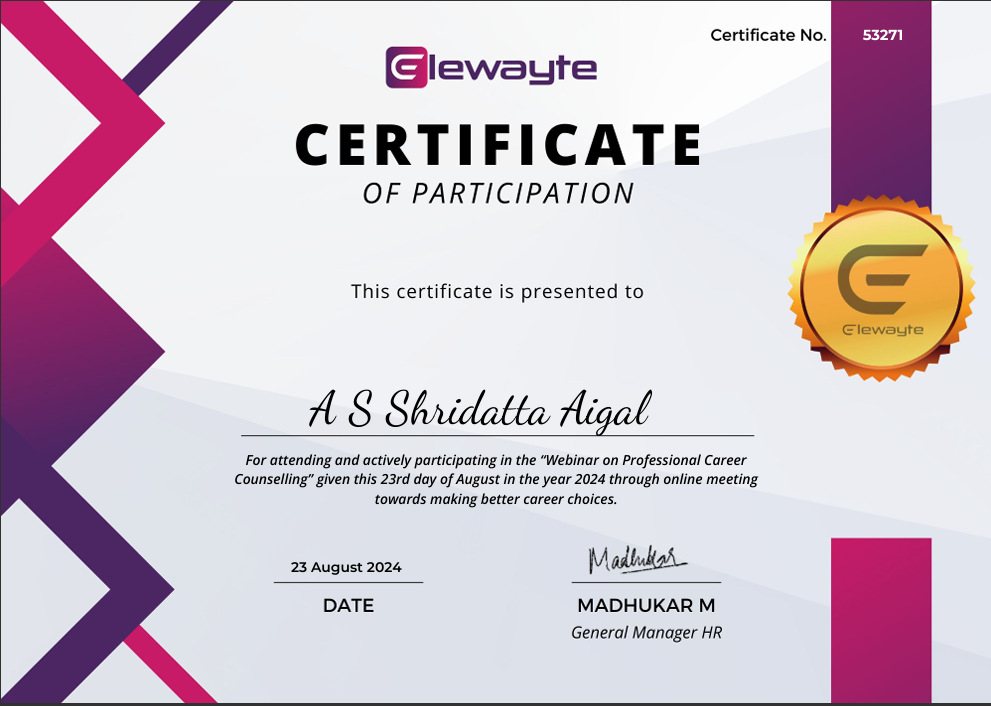 Certificate No. 53271
Elewayte
CERTIFICATE
OF PARTICIPATION
This certificate is presented to
Elewayte
A S Shridatta Aigal
For attending and actively participating in the “Webinar on Professional Career
Counselling” given this 23rd day of August in the year 2024 through online meeting
towards making better career choices.
23 August 2024
Madhukar
DATE
MADHUKAR M
General Manager HR